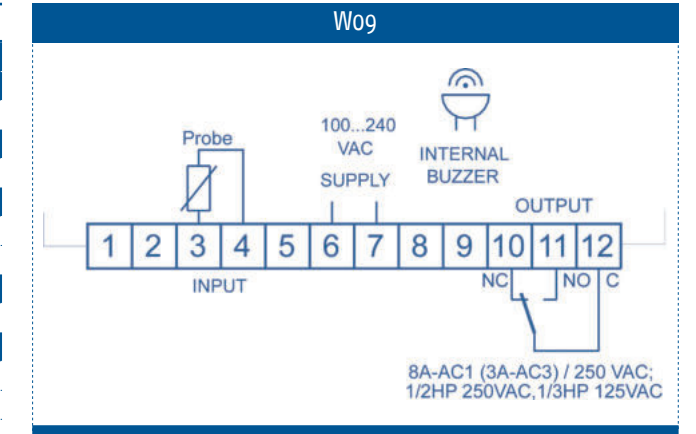 W09
Probe
100...240
VAC
SUPPLY
INTERNAL
BUZZER
OUTPUT
1 2 3 4 5 6 7 8 9 10 11 12
INPUT
NC NO C
8A-AC1 (3A-AC3) / 250 VAC;
1/2HP 250VAC,1/3HP 125VAC